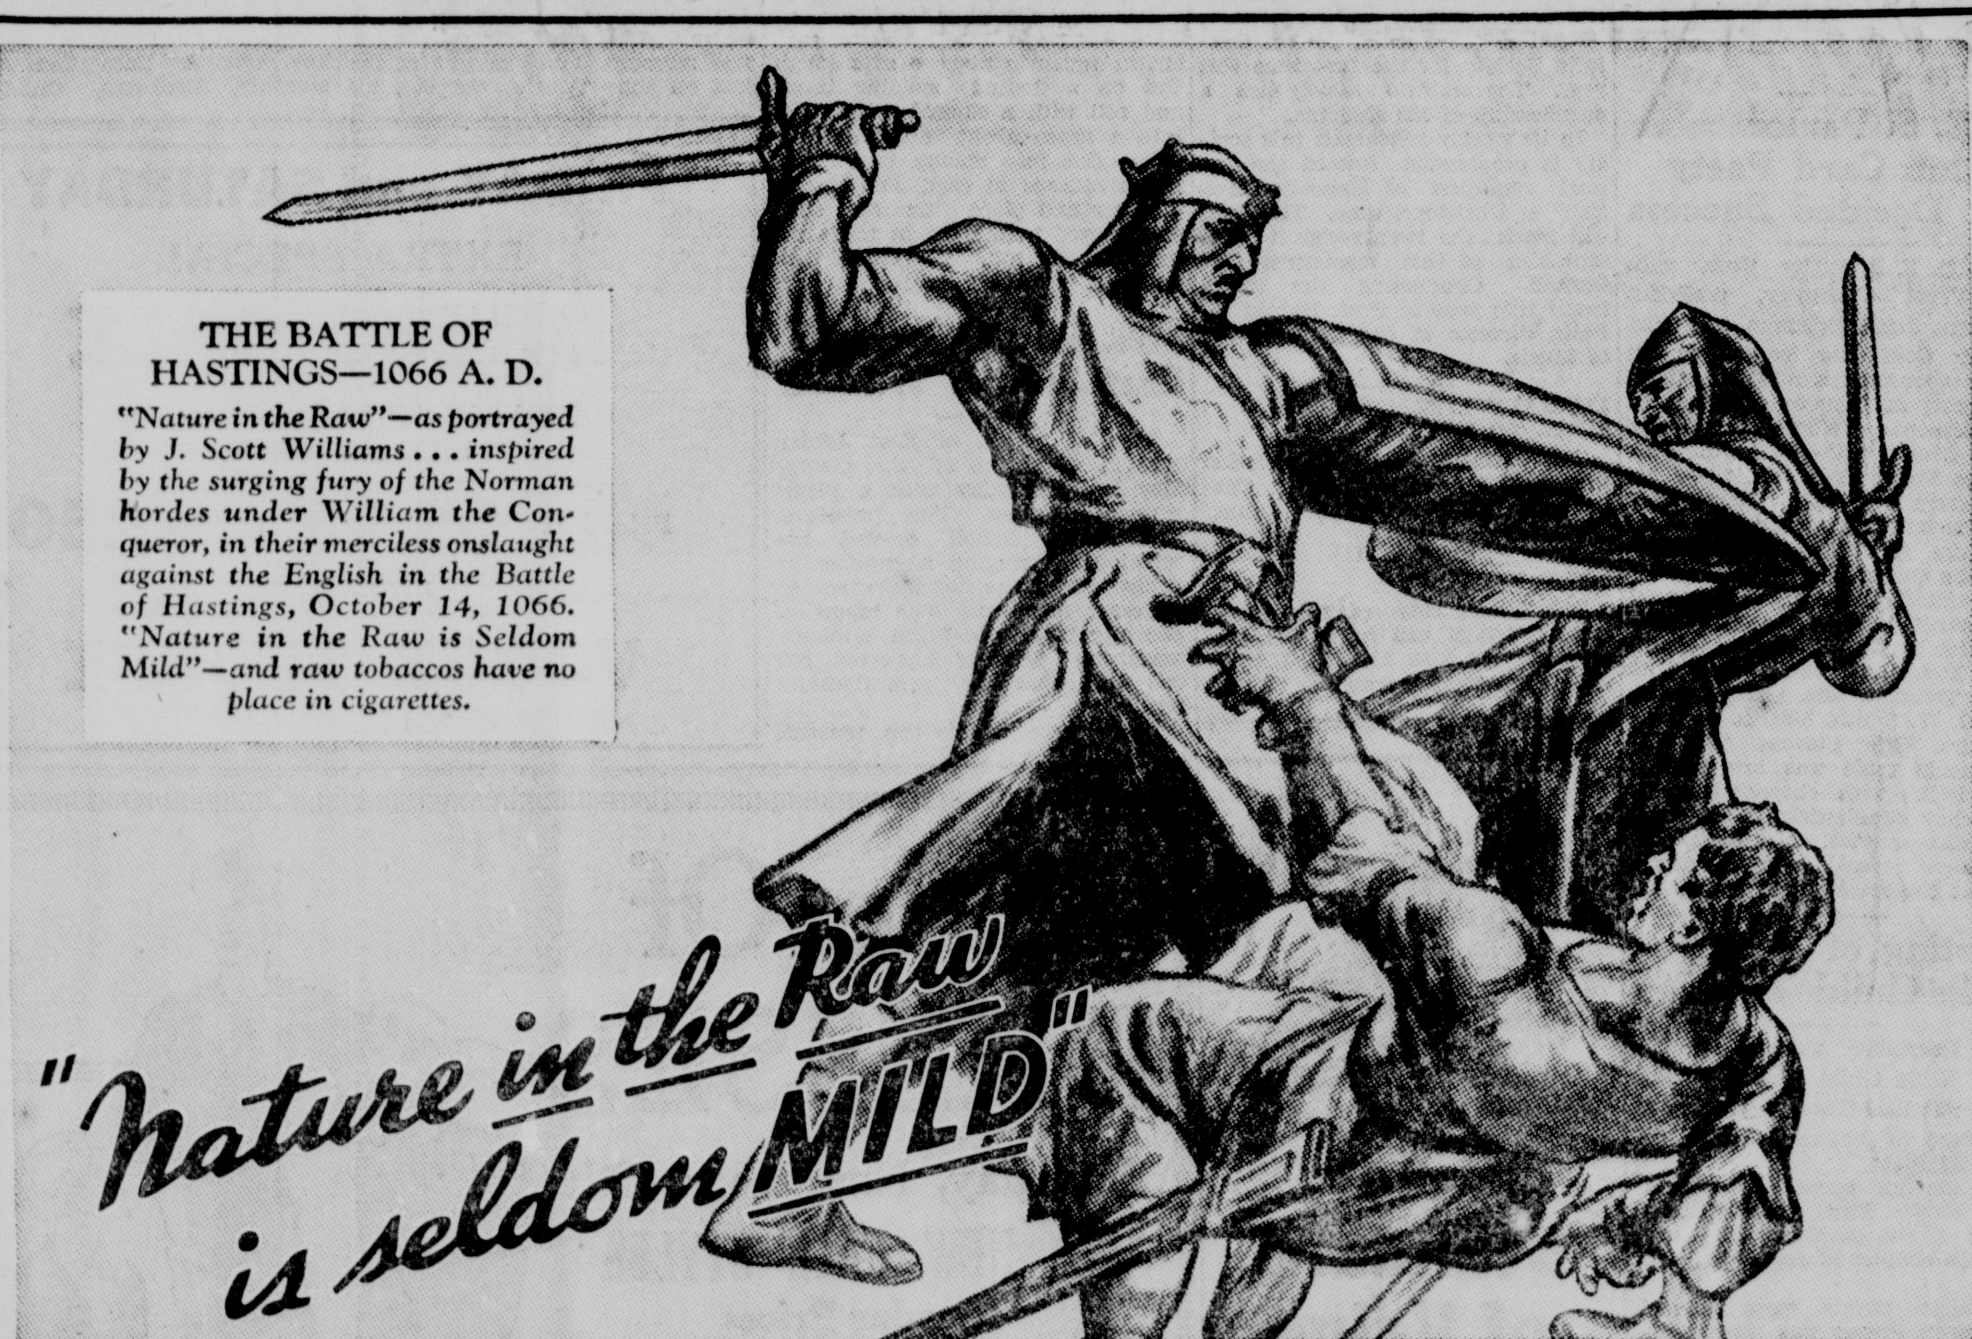 THE BATTLE OF
HASTINGS—1066 A. D.
"Nature in the Raw"—as portrayed
by J. Scott Williams . . . inspired
by the surging fury of the Norman
hordes under William the Con-
queror, in their merciless onslaught
against the English in the Battle
of Hastings, October 14, 1066.
"Nature in the Raw is Seldom
Mild"—and raw tobaccos have no
place in cigarettes.
"Nature in the Raw
is seldom MILD"